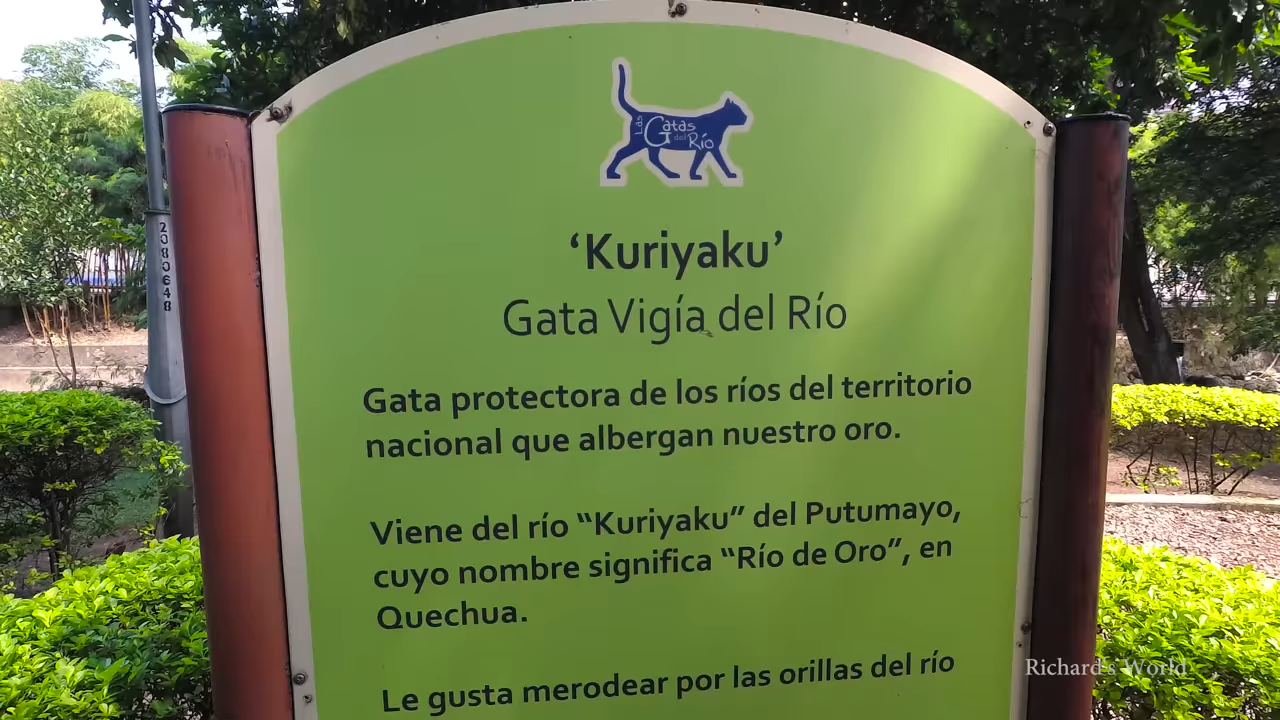 Las Gatas del Río
‘Kuriyaku’
Gata Vigía del Río
Gata protectora de los ríos del territorio
nacional que albergan nuestro oro.
Viene del río “Kuriyaku” del Putumayo,
cuyo nombre significa “Río de Oro”, en
Quechua.
Le gusta merodear por las orillas del río
2080648
Richard's World